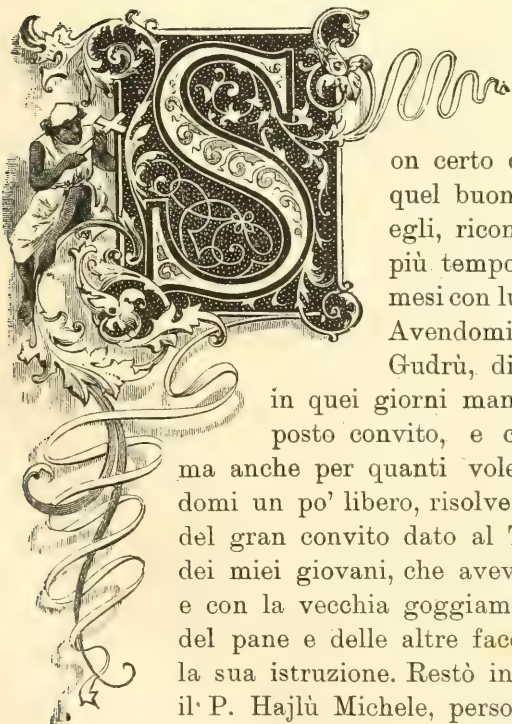 S
on certo e
quel buon
egli, ricon
più tempo
mesi con lu
Avendomi
Gudrù, di
in quei giorni man
posto convito, e c
ma anche per quanti vole
domi un po' libero, risolve
del gran convito dato al T
dei miei giovani, che avev
e con la vecchia goggiam
del pane e delle altre facc
la sua istruzione. Restò in
il P. Hajlù Michele, perso